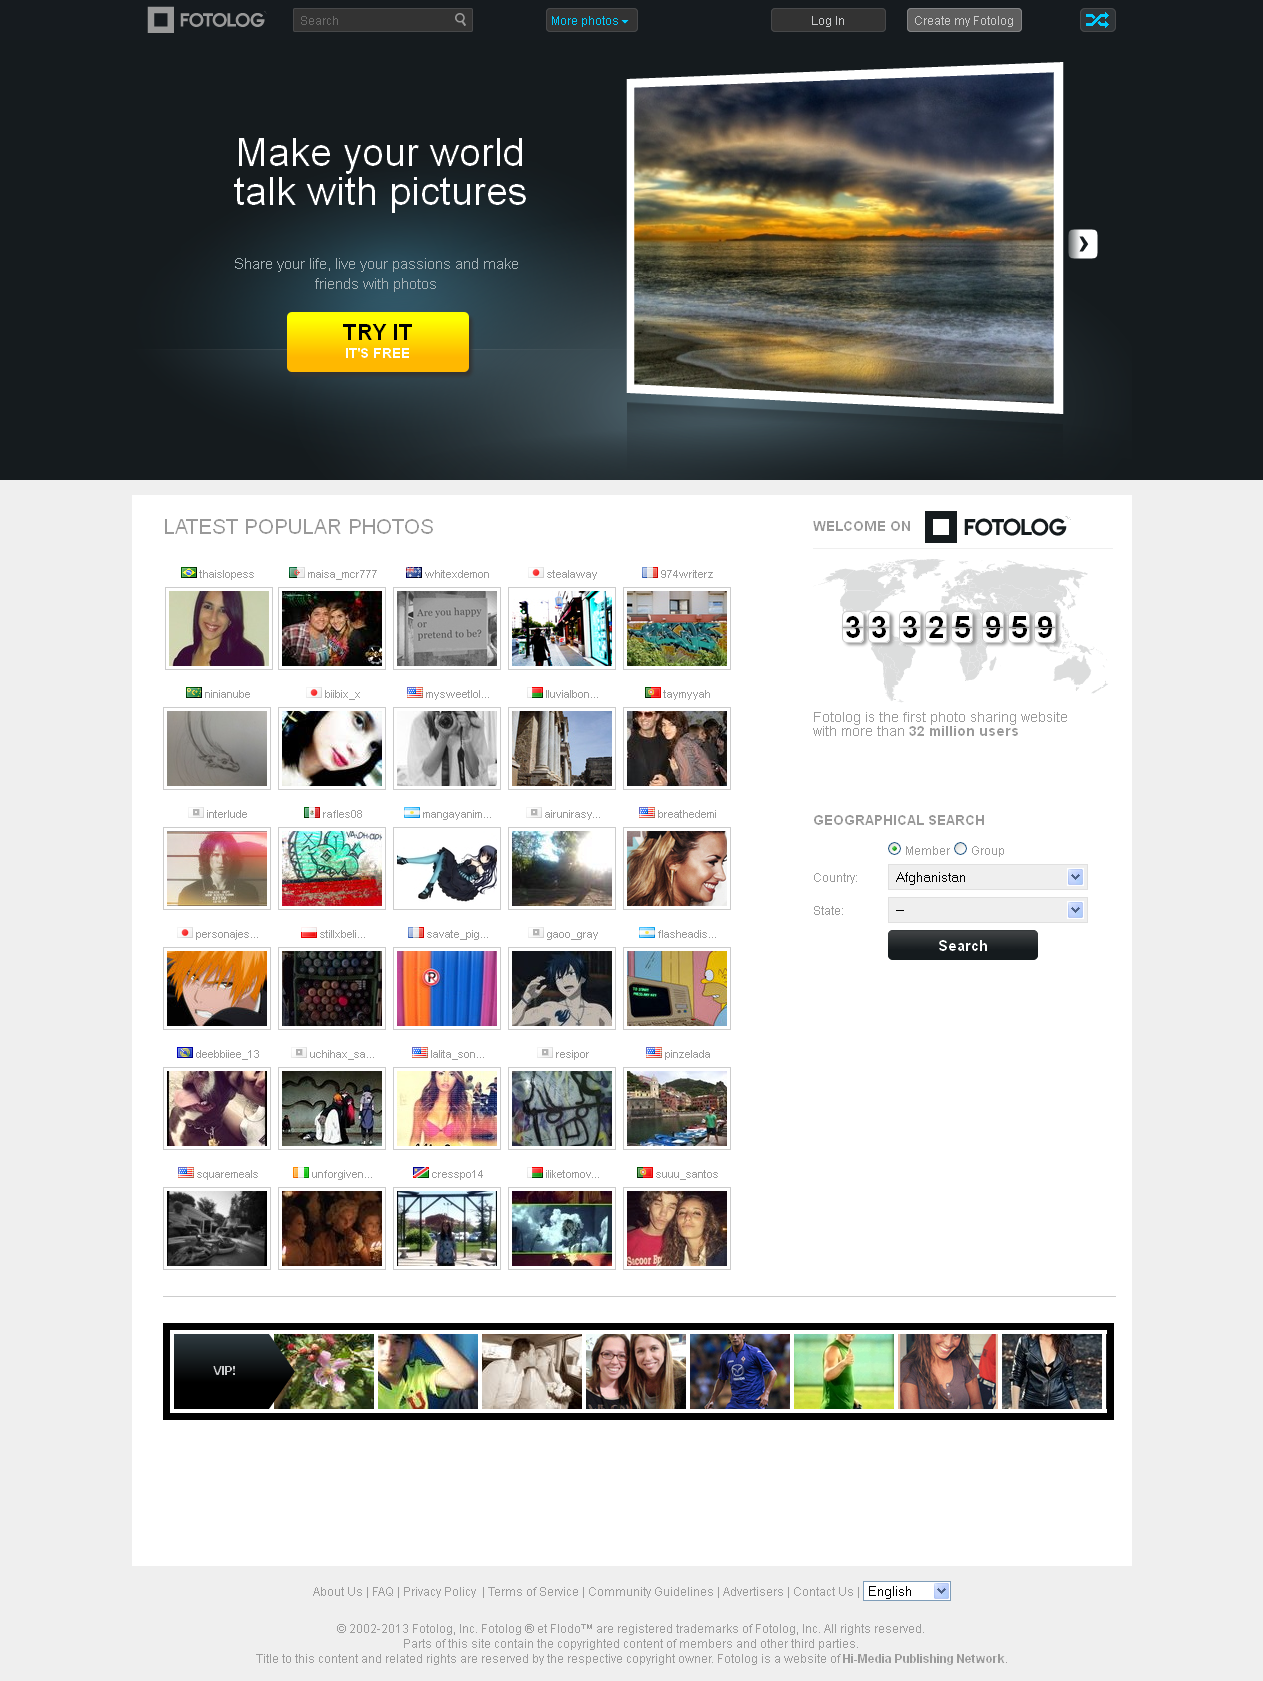 FOTOLOG
Search
More photos
Log In
Create my Fotolog
Make your world
talk with pictures
Share your life, live your passions and make
friends with photos
TRY IT
IT'S FREE
LATEST POPULAR PHOTOS
thaislopess
maisa_mcr777
whitexdemon
stealaway
974writerz
Are you happy
or
pretend to be?
ninianube
biibix_x
mysweetlol...
lluvialbon...
taymyyah
interlude
rafles08
mangayanim...
airunirasy...
breathedemi
personajes...
stillxbeli...
savate_pig...
gaoo_gray
flasheadis...
deebbiiee_13
uchihax_sa...
lalita_son...
resipor
pinzelada
squaremeals
unforgiven...
cresspo14
iliketomov...
suuu_santos
WELCOME ON FOTOLOG
33 325 959
Fotolog is the first photo sharing website
with more than 32 million users
GEOGRAPHICAL SEARCH
Member Group
Country: Afghanistan
State: --
Search
VIP!
About Us | FAQ | Privacy Policy | Terms of Service | Community Guidelines | Advertisers | Contact Us | English
© 2002-2013 Fotolog, Inc. Fotolog ® et Flodo™ are registered trademarks of Fotolog, Inc. All rights reserved.
Parts of this site contain the copyrighted content of members and other third parties.
Title to this content and related rights are reserved by the respective copyright owner. Fotolog is a website of Hi-Media Publishing Network.